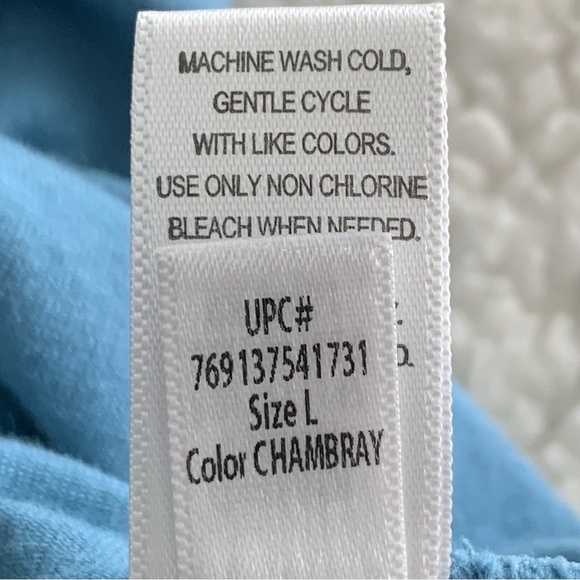 MACHINE WASH COLD,
GENTLE CYCLE
WITH LIKE COLORS.
USE ONLY NON CHLORINE
BLEACH WHEN NEEDED.
UPC#
769137541731
Size L
Color CHAMBRAY